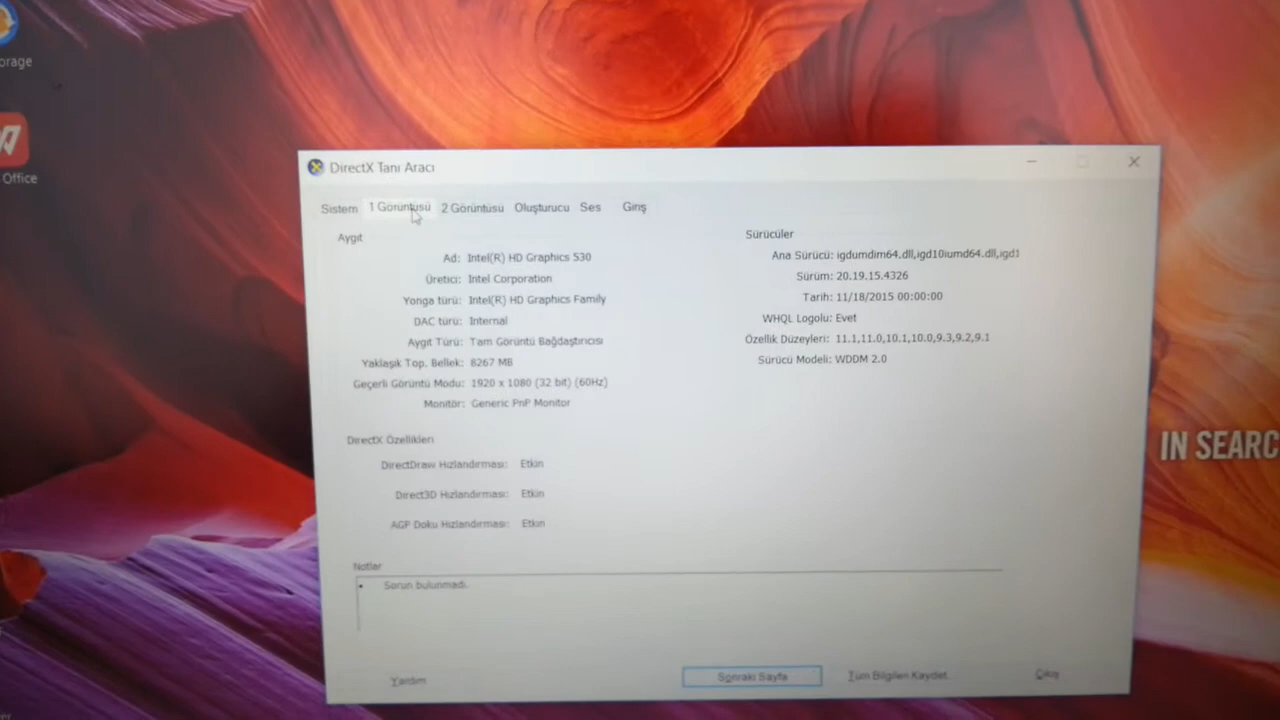 orage
Office
DirectX Tanı Aracı
Sistem 1 Görüntüsü 2 Görüntüsü Oluşturucu Ses Giriş
Aygıt
Ad: Intel(R) HD Graphics 530
Üretici: Intel Corporation
Yonga türü: Intel(R) HD Graphics Family
DAC türü: Internal
Aygıt Türü: Tam Görüntü Bağdaştırıcısı
Yaklaşık Top. Bellek: 8267 MB
Geçerli Görüntü Modu: 1920 x 1080 (32 bit) (60Hz)
Monitör: Generic PnP Monitor
Sürücüler
Ana Sürücü: igdumdim64.dll,igd10iumd64.dll,igd1
Sürüm: 20.19.15.4326
Tarih: 11/18/2015 00:00:00
WHQL Logolu: Evet
Özellik Düzeyleri: 11.1,11.0,10.1,10.0,9.3,9.2,9.1
Sürücü Modeli: WDDM 2.0
DirectX Özellikleri
DirectDraw Hızlandırması: Etkin
Direct3D Hızlandırması: Etkin
AGP Doku Hızlandırması: Etkin
Notlar
Sorun bulunmadı.
Yardım Sonraki Sayfa Tüm Bilgileri Kaydet Çıkış
IN SEARC